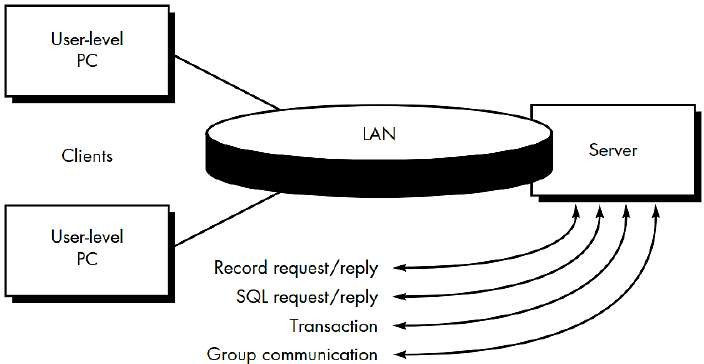 User-level
PC
LAN
Server
Clients
User-level
PC
Record request/reply
SQL request/reply
Transaction
Group communication